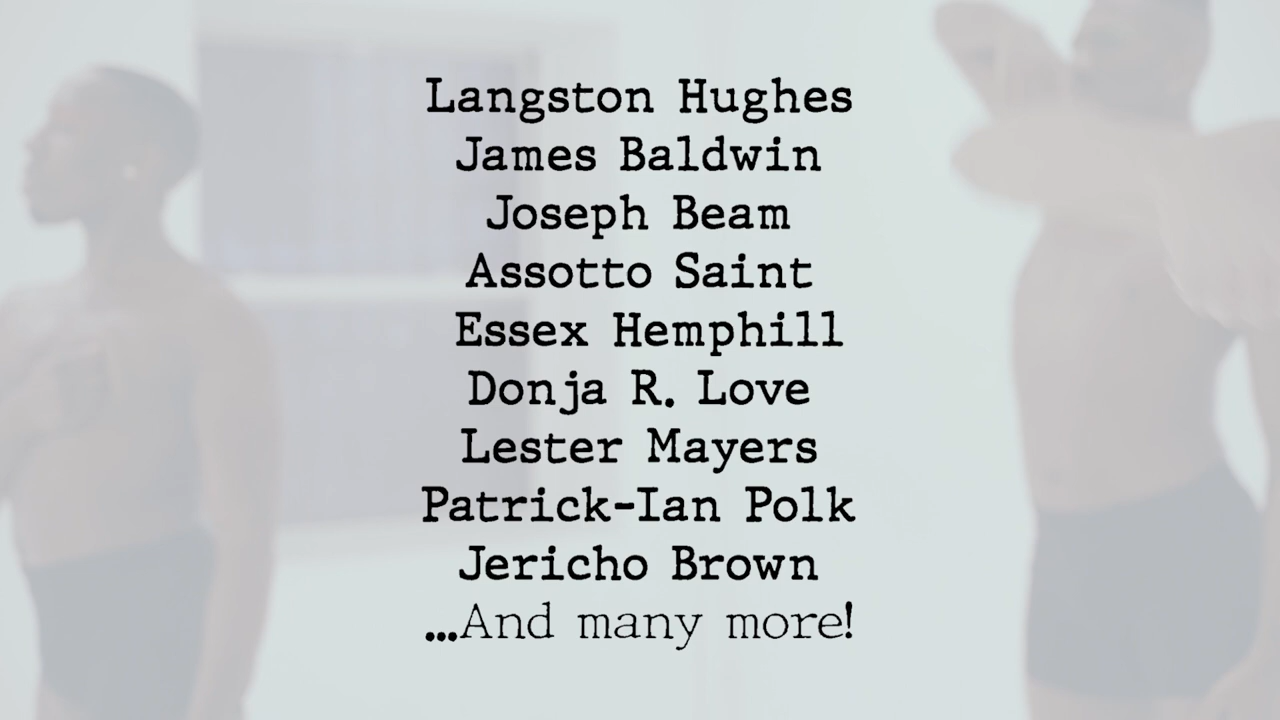 Langston Hughes
James Baldwin
Joseph Beam
Assotto Saint
Essex Hemphill
Donja R. Love
Lester Mayers
Patrick-Ian Polk
Jericho Brown
...And many more!